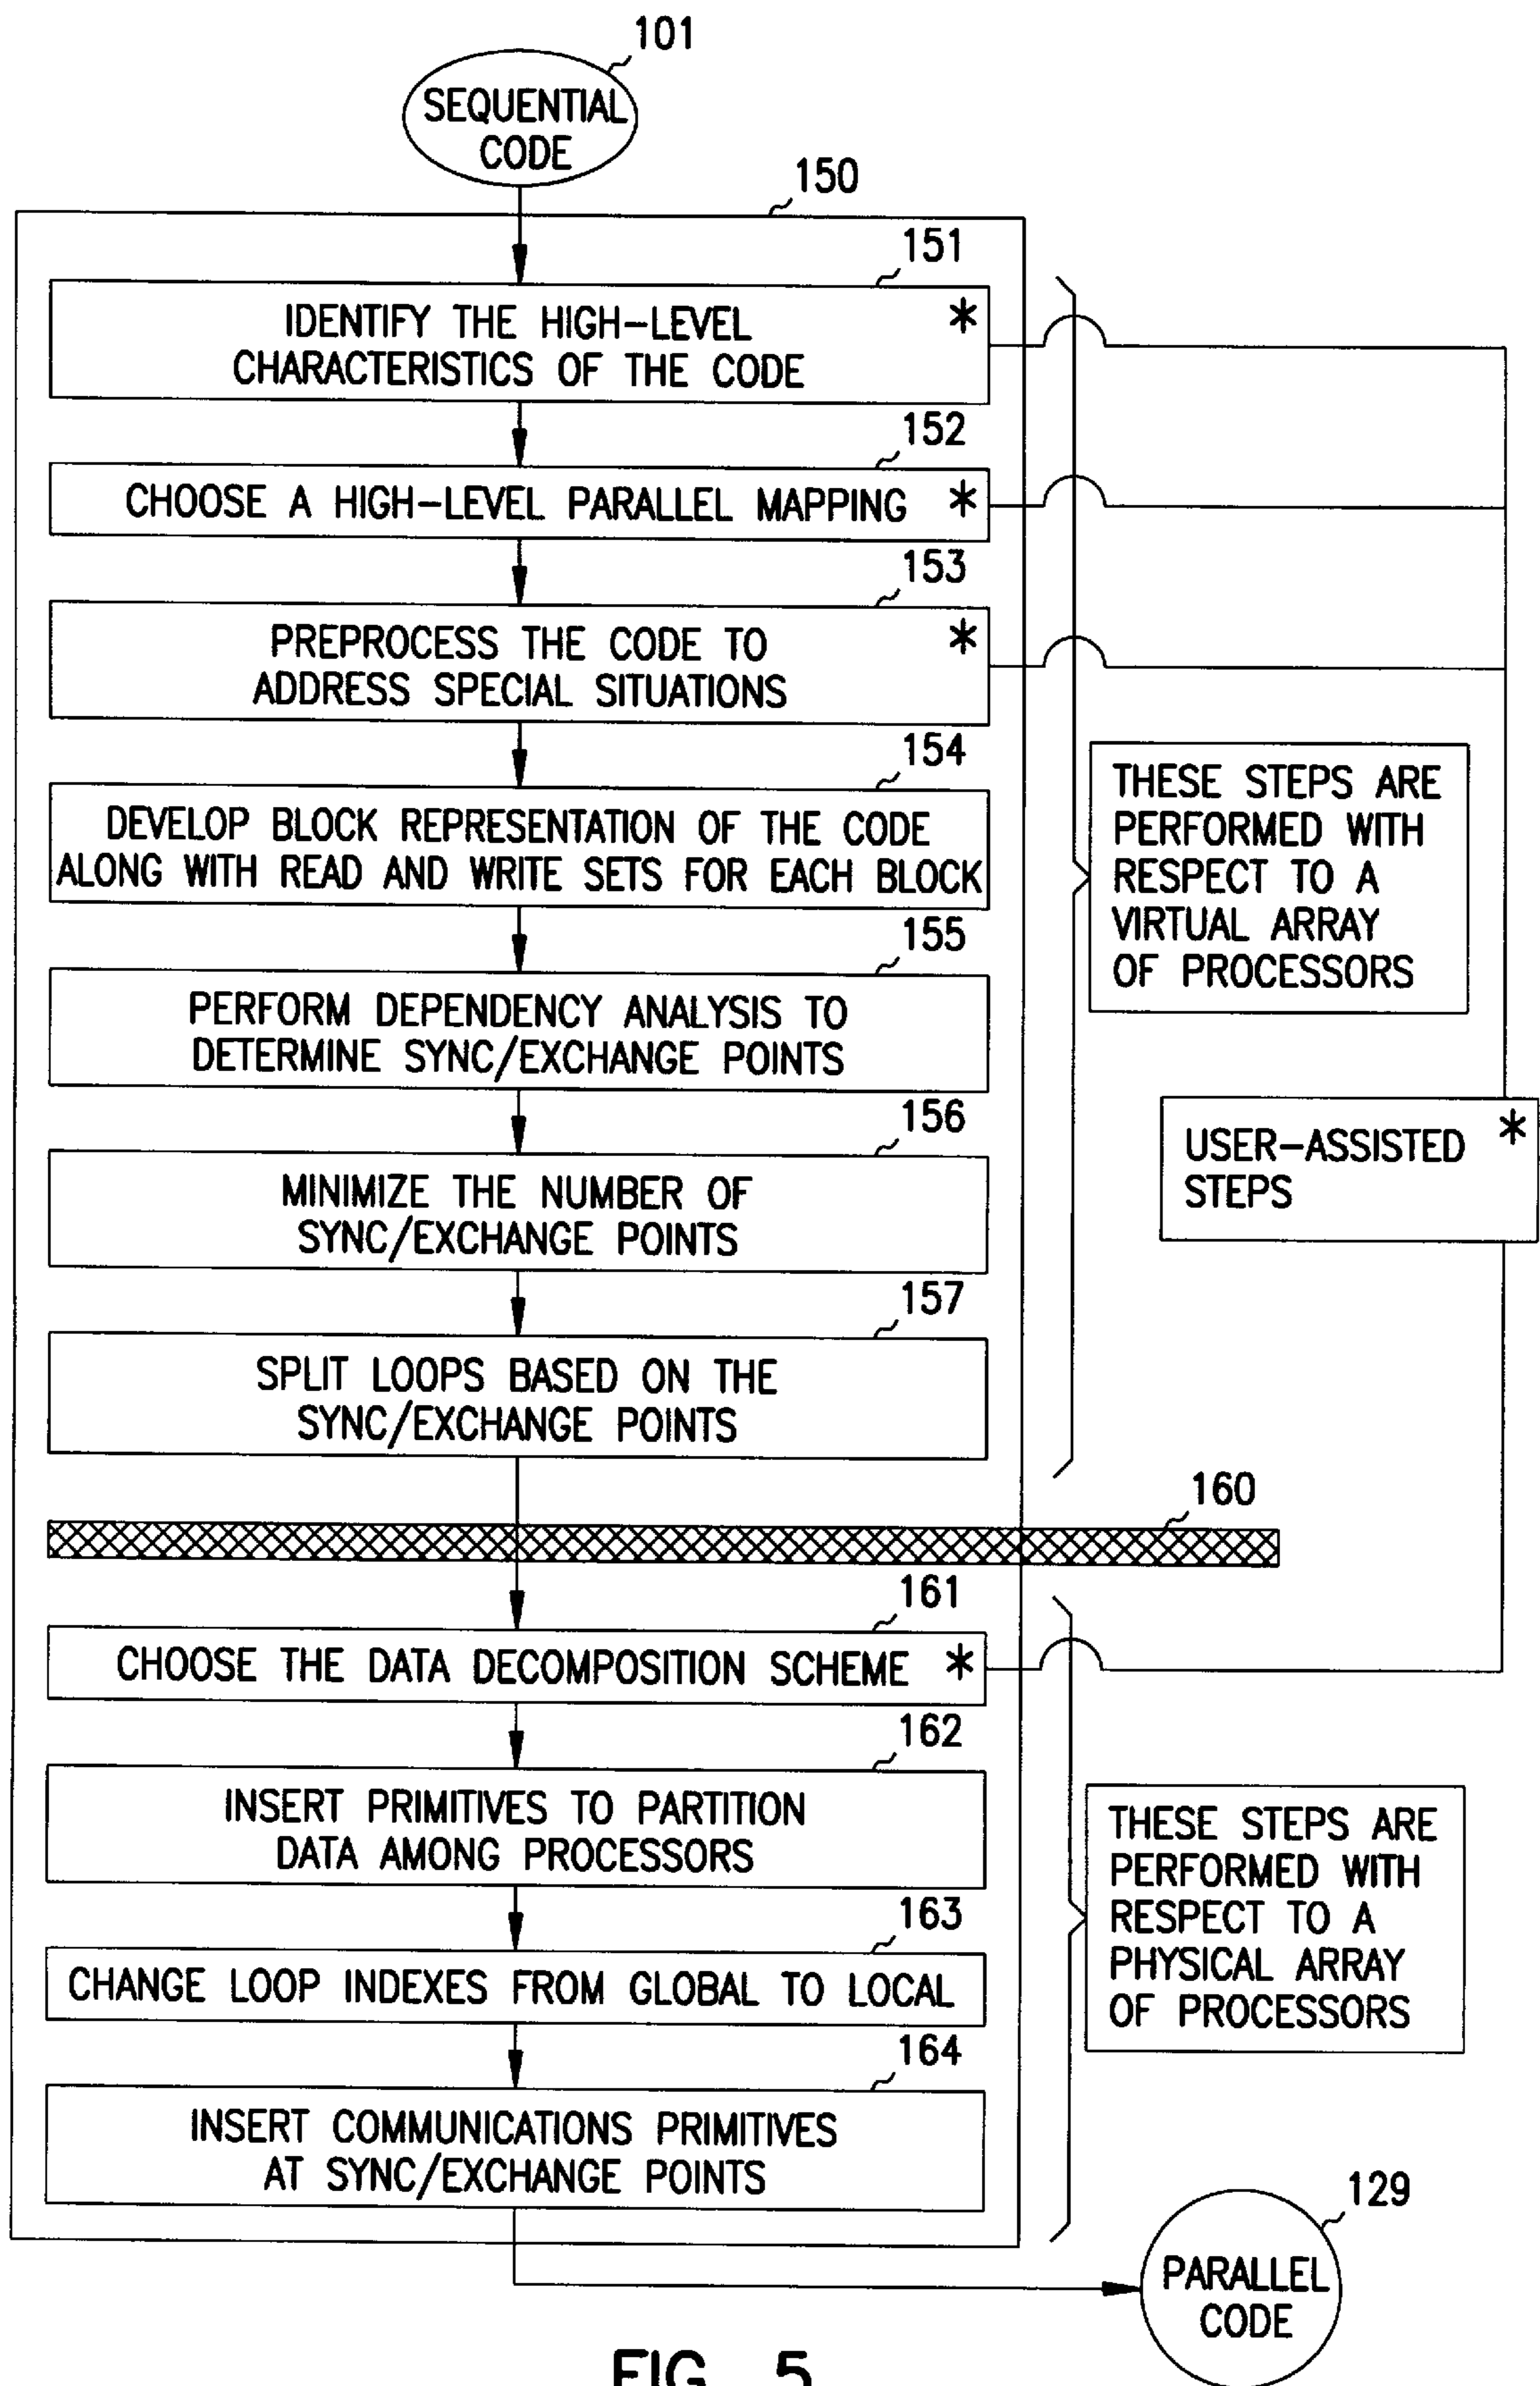 101
SEQUENTIAL
CODE
150
151
IDENTIFY THE HIGH-LEVEL *
CHARACTERISTICS OF THE CODE
152
CHOOSE A HIGH-LEVEL PARALLEL MAPPING *
153
PREPROCESS THE CODE TO *
ADDRESS SPECIAL SITUATIONS
154
DEVELOP BLOCK REPRESENTATION OF THE CODE
ALONG WITH READ AND WRITE SETS FOR EACH BLOCK
155
PERFORM DEPENDENCY ANALYSIS TO
DETERMINE SYNC/EXCHANGE POINTS
156
MINIMIZE THE NUMBER OF
SYNC/EXCHANGE POINTS
157
SPLIT LOOPS BASED ON THE
SYNC/EXCHANGE POINTS
THESE STEPS ARE
PERFORMED WITH
RESPECT TO A
VIRTUAL ARRAY
OF PROCESSORS
USER-ASSISTED *
STEPS
160
161
CHOOSE THE DATA DECOMPOSITION SCHEME *
162
INSERT PRIMITIVES TO PARTITION
DATA AMONG PROCESSORS
163
CHANGE LOOP INDEXES FROM GLOBAL TO LOCAL
164
INSERT COMMUNICATIONS PRIMITIVES
AT SYNC/EXCHANGE POINTS
THESE STEPS ARE
PERFORMED WITH
RESPECT TO A
PHYSICAL ARRAY
OF PROCESSORS
129
PARALLEL
CODE
FIG. 5